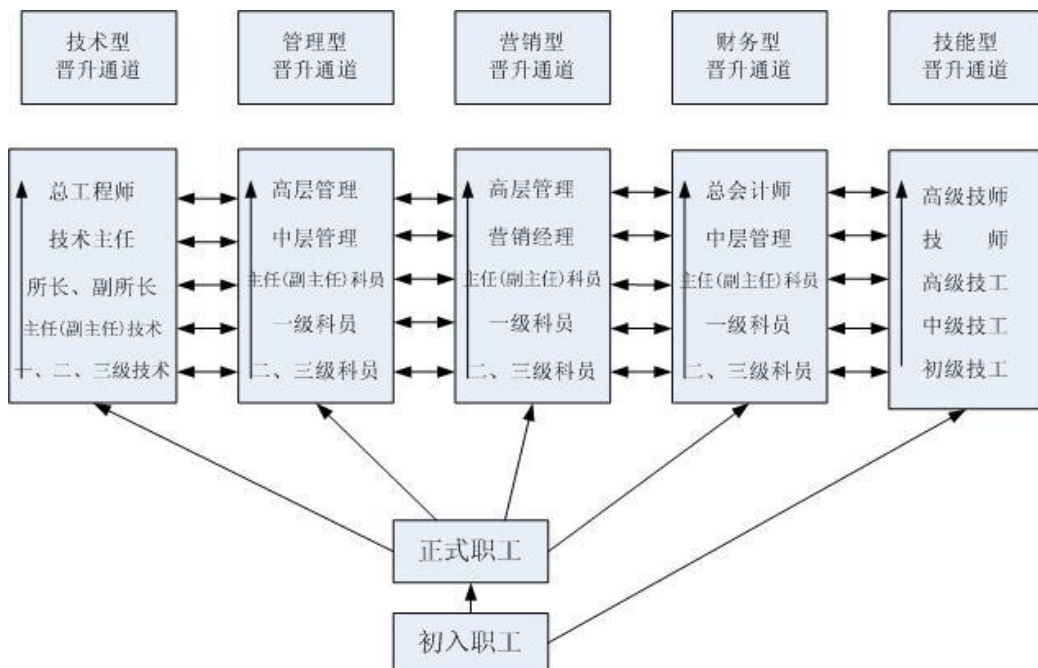 技术型
晋升通道
管理型
晋升通道
营销型
晋升通道
财务型
晋升通道
技能型
晋升通道
总工程师
技术主任
所长、副所长
主任(副主任)技术
一、二、三级技术
高层管理
中层管理
主任(副主任)科员
一级科员
二、三级科员
高层管理
营销经理
主任(副主任)科员
一级科员
二、三级科员
总会计师
中层管理
主任(副主任)科员
一级科员
二、三级科员
高级技师
技 师
高级技工
中级技工
初级技工
正式职工
初入职工